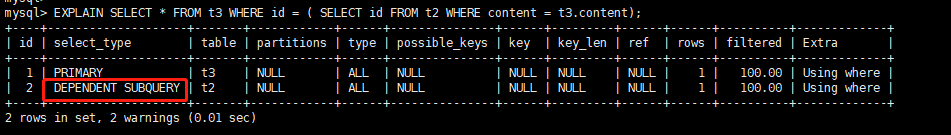 mysql> EXPLAIN SELECT * FROM t3 WHERE id = ( SELECT id FROM t2 WHERE content = t3.content);
+----+--------------------+-------+------------+------+---------------+------+---------+------+------+----------+-------------+
| id | select_type        | table | partitions | type | possible_keys | key  | key_len | ref  | rows | filtered | Extra       |
+----+--------------------+-------+------------+------+---------------+------+---------+------+------+----------+-------------+
|  1 | PRIMARY            | t3    | NULL       | ALL  | NULL          | NULL | NULL    | NULL |    1 |   100.00 | Using where |
|  2 | DEPENDENT SUBQUERY | t2    | NULL       | ALL  | NULL          | NULL | NULL    | NULL |    1 |   100.00 | Using where |
+----+--------------------+-------+------------+------+---------------+------+---------+------+------+----------+-------------+
2 rows in set, 2 warnings (0.01 sec)